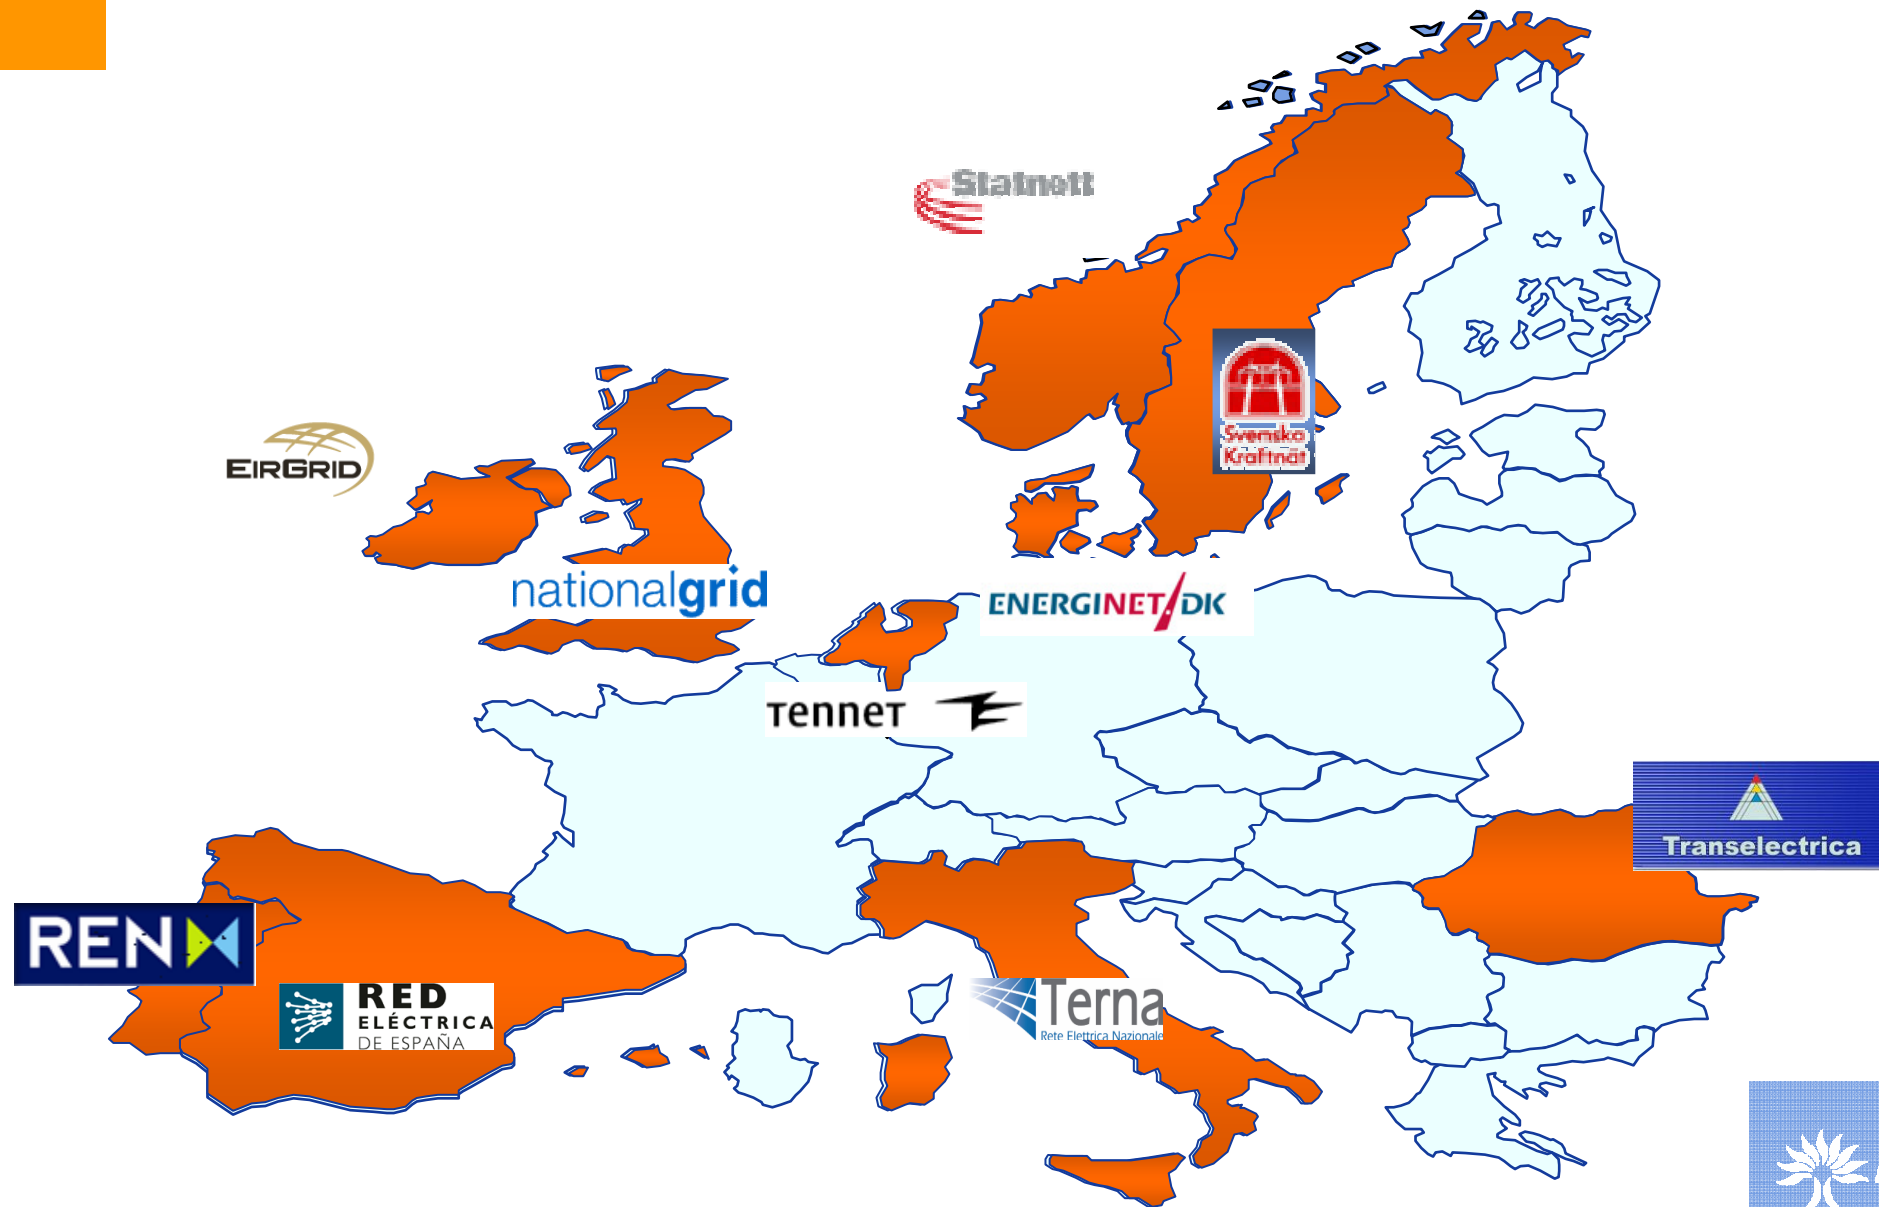 Statnett
Svenska
Kraftnät
EIRGRID
nationalgrid
ENERGINET/DK
TenneT
Transelectrica
REN
RED
ELÉCTRICA
DE ESPAÑA
Terna
Rete Elettrica Nazionale